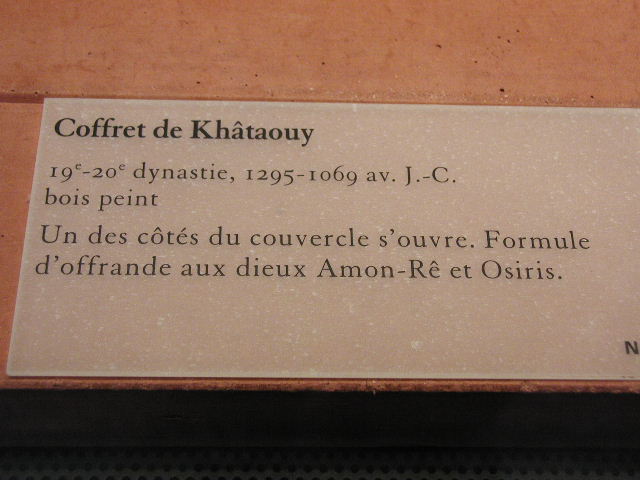 Coffret de Khâtaouy
19ᵉ-20ᵉ dynastie, 1295-1069 av. J.-C.
bois peint
Un des côtés du couvercle s'ouvre. Formule
d'offrande aux dieux Amon-Rê et Osiris.
N